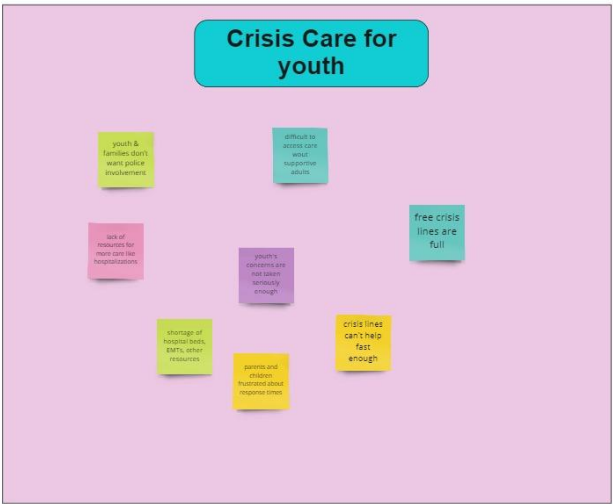 Crisis Care for
youth
youth &
families don't
want police
involvement
difficult to
access care
wout
supportive
adults
free crisis
lines are
full
lack of
resources for
more care like
hospitalizations
youth's
concerns are
not taken
seriously
enough
shortage of
hospital beds,
EMTs, other
resources
crisis lines
can't help
fast
enough
parents and
children
frustrated about
response times